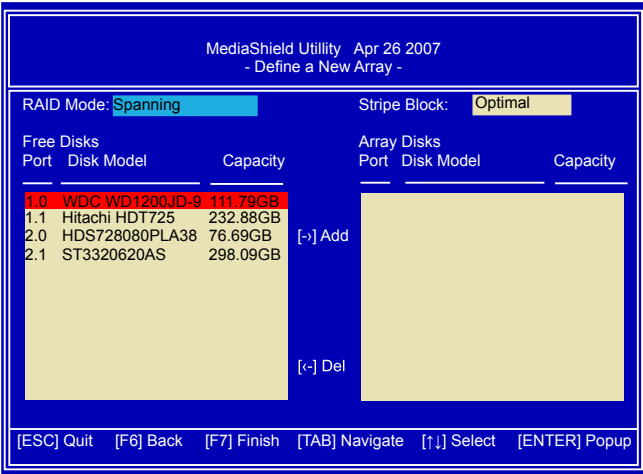 MediaShield Utillity Apr 26 2007
- Define a New Array -
RAID Mode: Spanning Stripe Block: Optimal
Free Disks Array Disks
Port Disk Model Capacity Port Disk Model Capacity
1.0 WDC WD1200JD-9 111.79GB
1.1 Hitachi HDT725 232.88GB
2.0 HDS728080PLA38 76.69GB [->] Add
2.1 ST3320620AS 298.09GB
[<-] Del
[ESC] Quit [F6] Back [F7] Finish [TAB] Navigate [↑↓] Select [ENTER] Popup